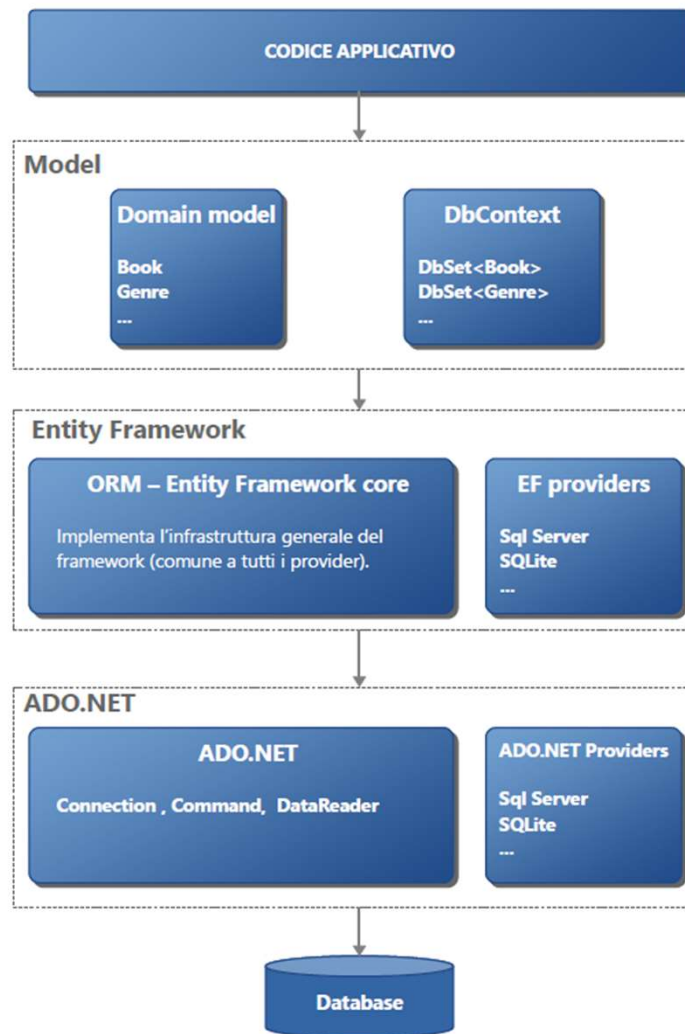 CODICE APPLICATIVO
Model
Domain model
Book
Genre
...
DbContext
DbSet<Book>
DbSet<Genre>
...
Entity Framework
ORM – Entity Framework core
Implementa l'infrastruttura generale del
framework (comune a tutti i provider).
EF providers
Sql Server
SQLite
...
ADO.NET
ADO.NET
Connection , Command, DataReader
ADO.NET Providers
Sql Server
SQLite
...
Database